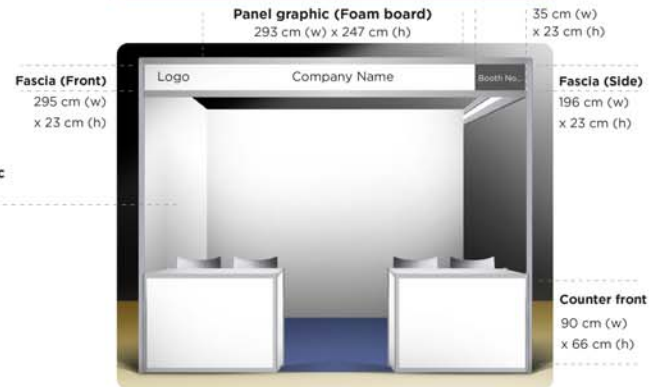 Panel graphic (Foam board)
293 cm (w) x 247 cm (h)
35 cm (w)
x 23 cm (h)
Fascia (Front)
295 cm (w)
x 23 cm (h)
Logo
Company Name
Booth No...
Fascia (Side)
196 cm (w)
x 23 cm (h)
Counter front
90 cm (w)
x 66 cm (h)